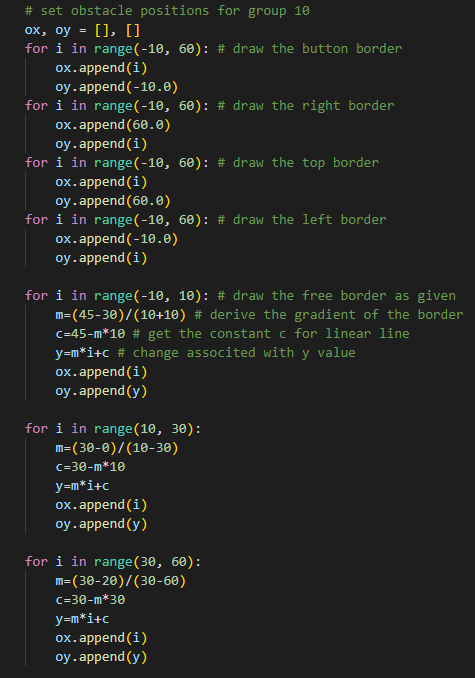 # set obstacle positions for group 10
ox, oy = [], []
for i in range(-10, 60): # draw the button border
    ox.append(i)
    oy.append(-10.0)
for i in range(-10, 60): # draw the right border
    ox.append(60.0)
    oy.append(i)
for i in range(-10, 60): # draw the top border
    ox.append(i)
    oy.append(60.0)
for i in range(-10, 60): # draw the left border
    ox.append(-10.0)
    oy.append(i)

for i in range(-10, 10): # draw the free border as given
    m=(45-30)/(10+10) # derive the gradient of the border
    c=45-m*10 # get the constant c for linear line
    y=m*i+c # change associted with y value
    ox.append(i)
    oy.append(y)

for i in range(10, 30):
    m=(30-0)/(10-30)
    c=30-m*10
    y=m*i+c
    ox.append(i)
    oy.append(y)

for i in range(30, 60):
    m=(30-20)/(30-60)
    c=30-m*30
    y=m*i+c
    ox.append(i)
    oy.append(y)